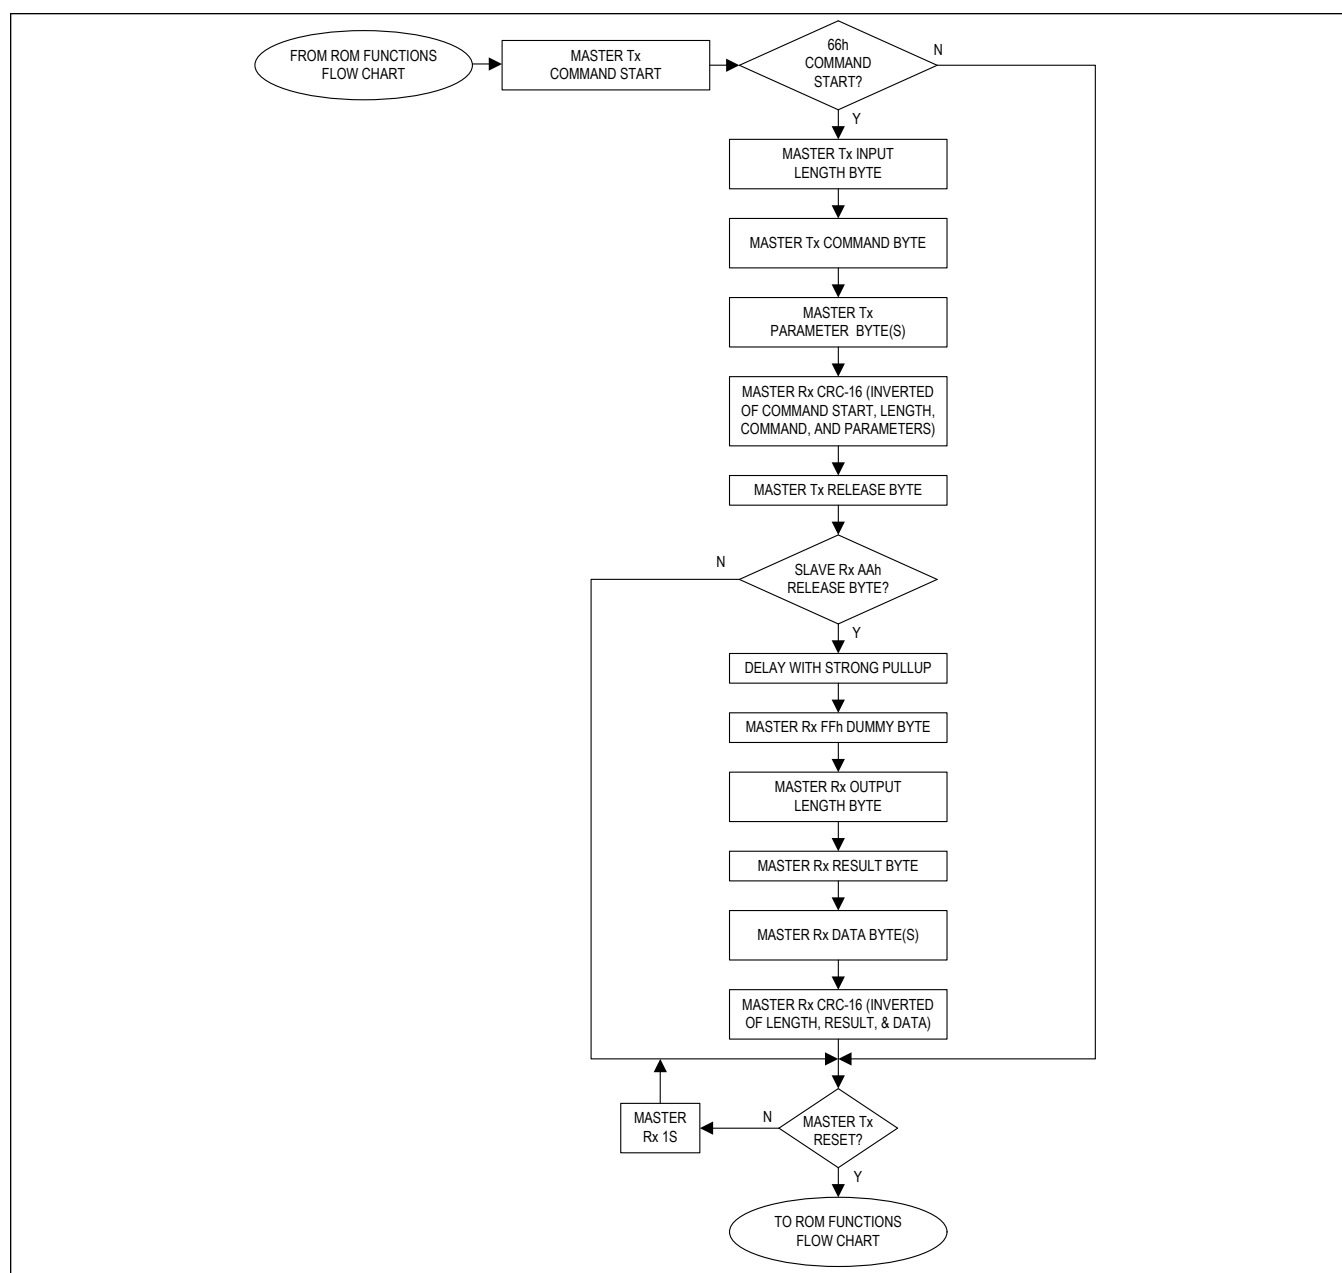 FROM ROM FUNCTIONS
FLOW CHART
MASTER Tx
COMMAND START
66h
COMMAND
START?
N
Y
MASTER Tx INPUT
LENGTH BYTE
MASTER Tx COMMAND BYTE
MASTER Tx
PARAMETER BYTE(S)
MASTER Rx CRC-16 (INVERTED
OF COMMAND START, LENGTH,
COMMAND, AND PARAMETERS)
MASTER Tx RELEASE BYTE
N
SLAVE Rx AAh
RELEASE BYTE?
Y
DELAY WITH STRONG PULLUP
MASTER Rx FFh DUMMY BYTE
MASTER Rx OUTPUT
LENGTH BYTE
MASTER Rx RESULT BYTE
MASTER Rx DATA BYTE(S)
MASTER Rx CRC-16 (INVERTED
OF LENGTH, RESULT, & DATA)
MASTER
Rx 1S
N
MASTER Tx
RESET?
Y
TO ROM FUNCTIONS
FLOW CHART